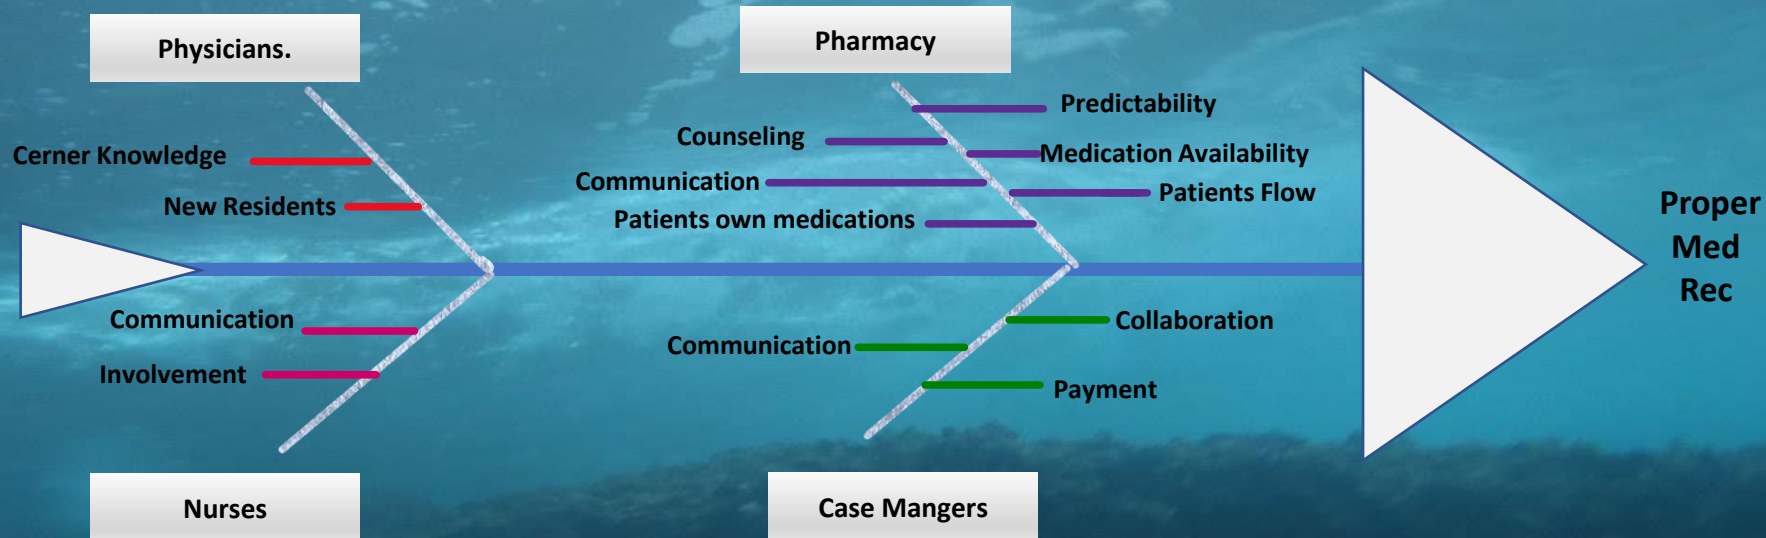 Physicians.
Pharmacy
Predictability
Counseling
Cerner Knowledge
Medication Availability
Communication
Patients Flow
New Residents
Patients own medications
Proper
Med
Rec
Communication
Collaboration
Communication
Involvement
Payment
Nurses
Case Mangers